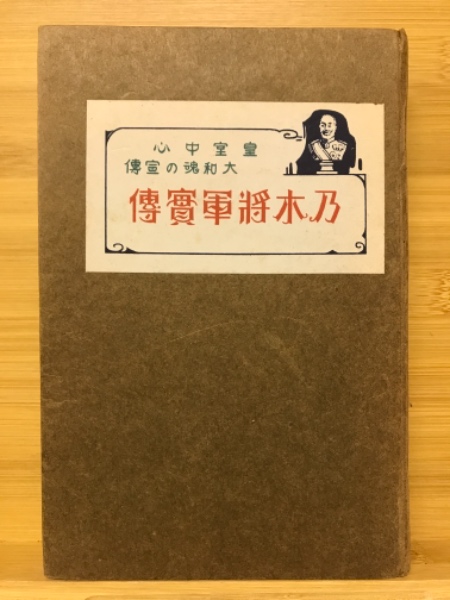 皇室中心
大和魂の宣傳
乃木將軍實傳